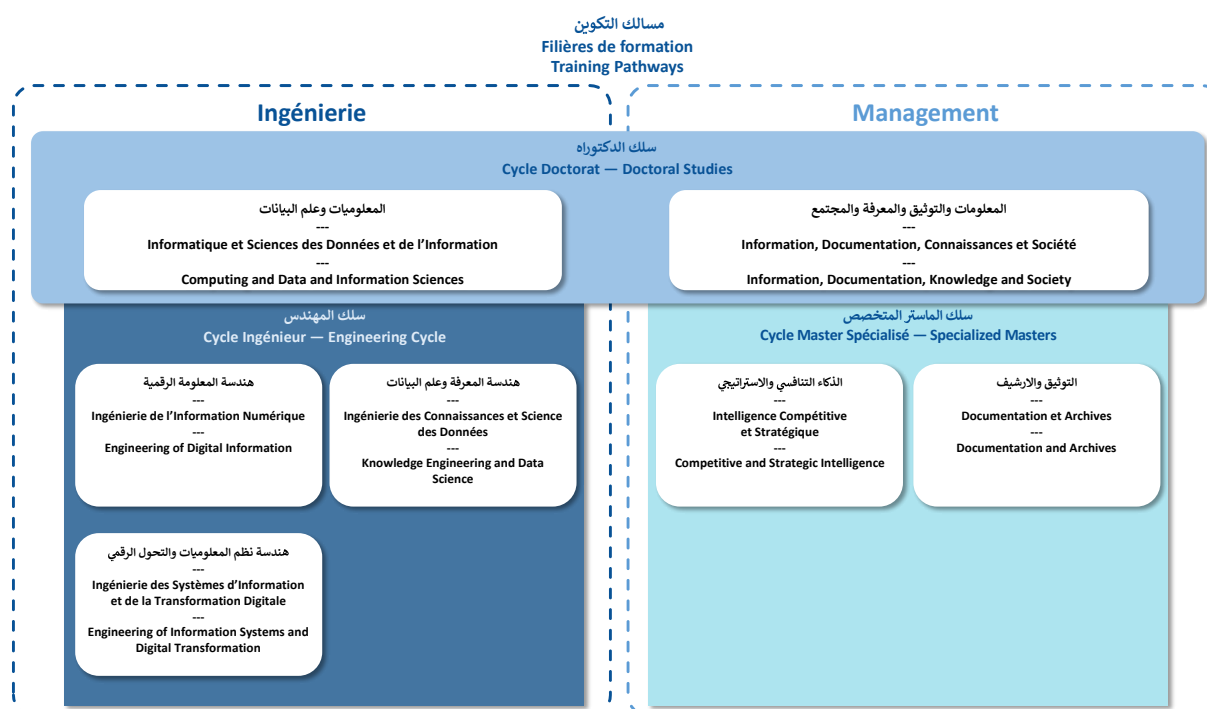 مسالك التكوين
Filières de formation
Training Pathways
Ingénierie
Management
سلك الدكتوراه
Cycle Doctorat — Doctoral Studies
المعلوميات وعلم البيانات
---
Informatique et Sciences des Données et de l’Information
---
Computing and Data and Information Sciences
المعلومات والتوثيق والمعرفة والمجتمع
---
Information, Documentation, Connaissances et Société
---
Information, Documentation, Knowledge and Society
سلك المهندس
Cycle Ingénieur — Engineering Cycle
هندسة المعلومة الرقمية
---
Ingénierie de l’Information Numérique
---
Engineering of Digital Information
هندسة المعرفة وعلم البيانات
---
Ingénierie des Connaissances et Science
des Données
---
Knowledge Engineering and Data
Science
هندسة نظم المعلوميات والتحول الرقمي
---
Ingénierie des Systèmes d’Information
et de la Transformation Digitale
---
Engineering of Information Systems and
Digital Transformation
سلك الماستر المتخصص
Cycle Master Spécialisé — Specialized Masters
الذكاء التنافسي والاستراتيجي
---
Intelligence Compétitive
et Stratégique
---
Competitive and Strategic Intelligence
التوثيق والارشيف
---
Documentation et Archives
---
Documentation and Archives